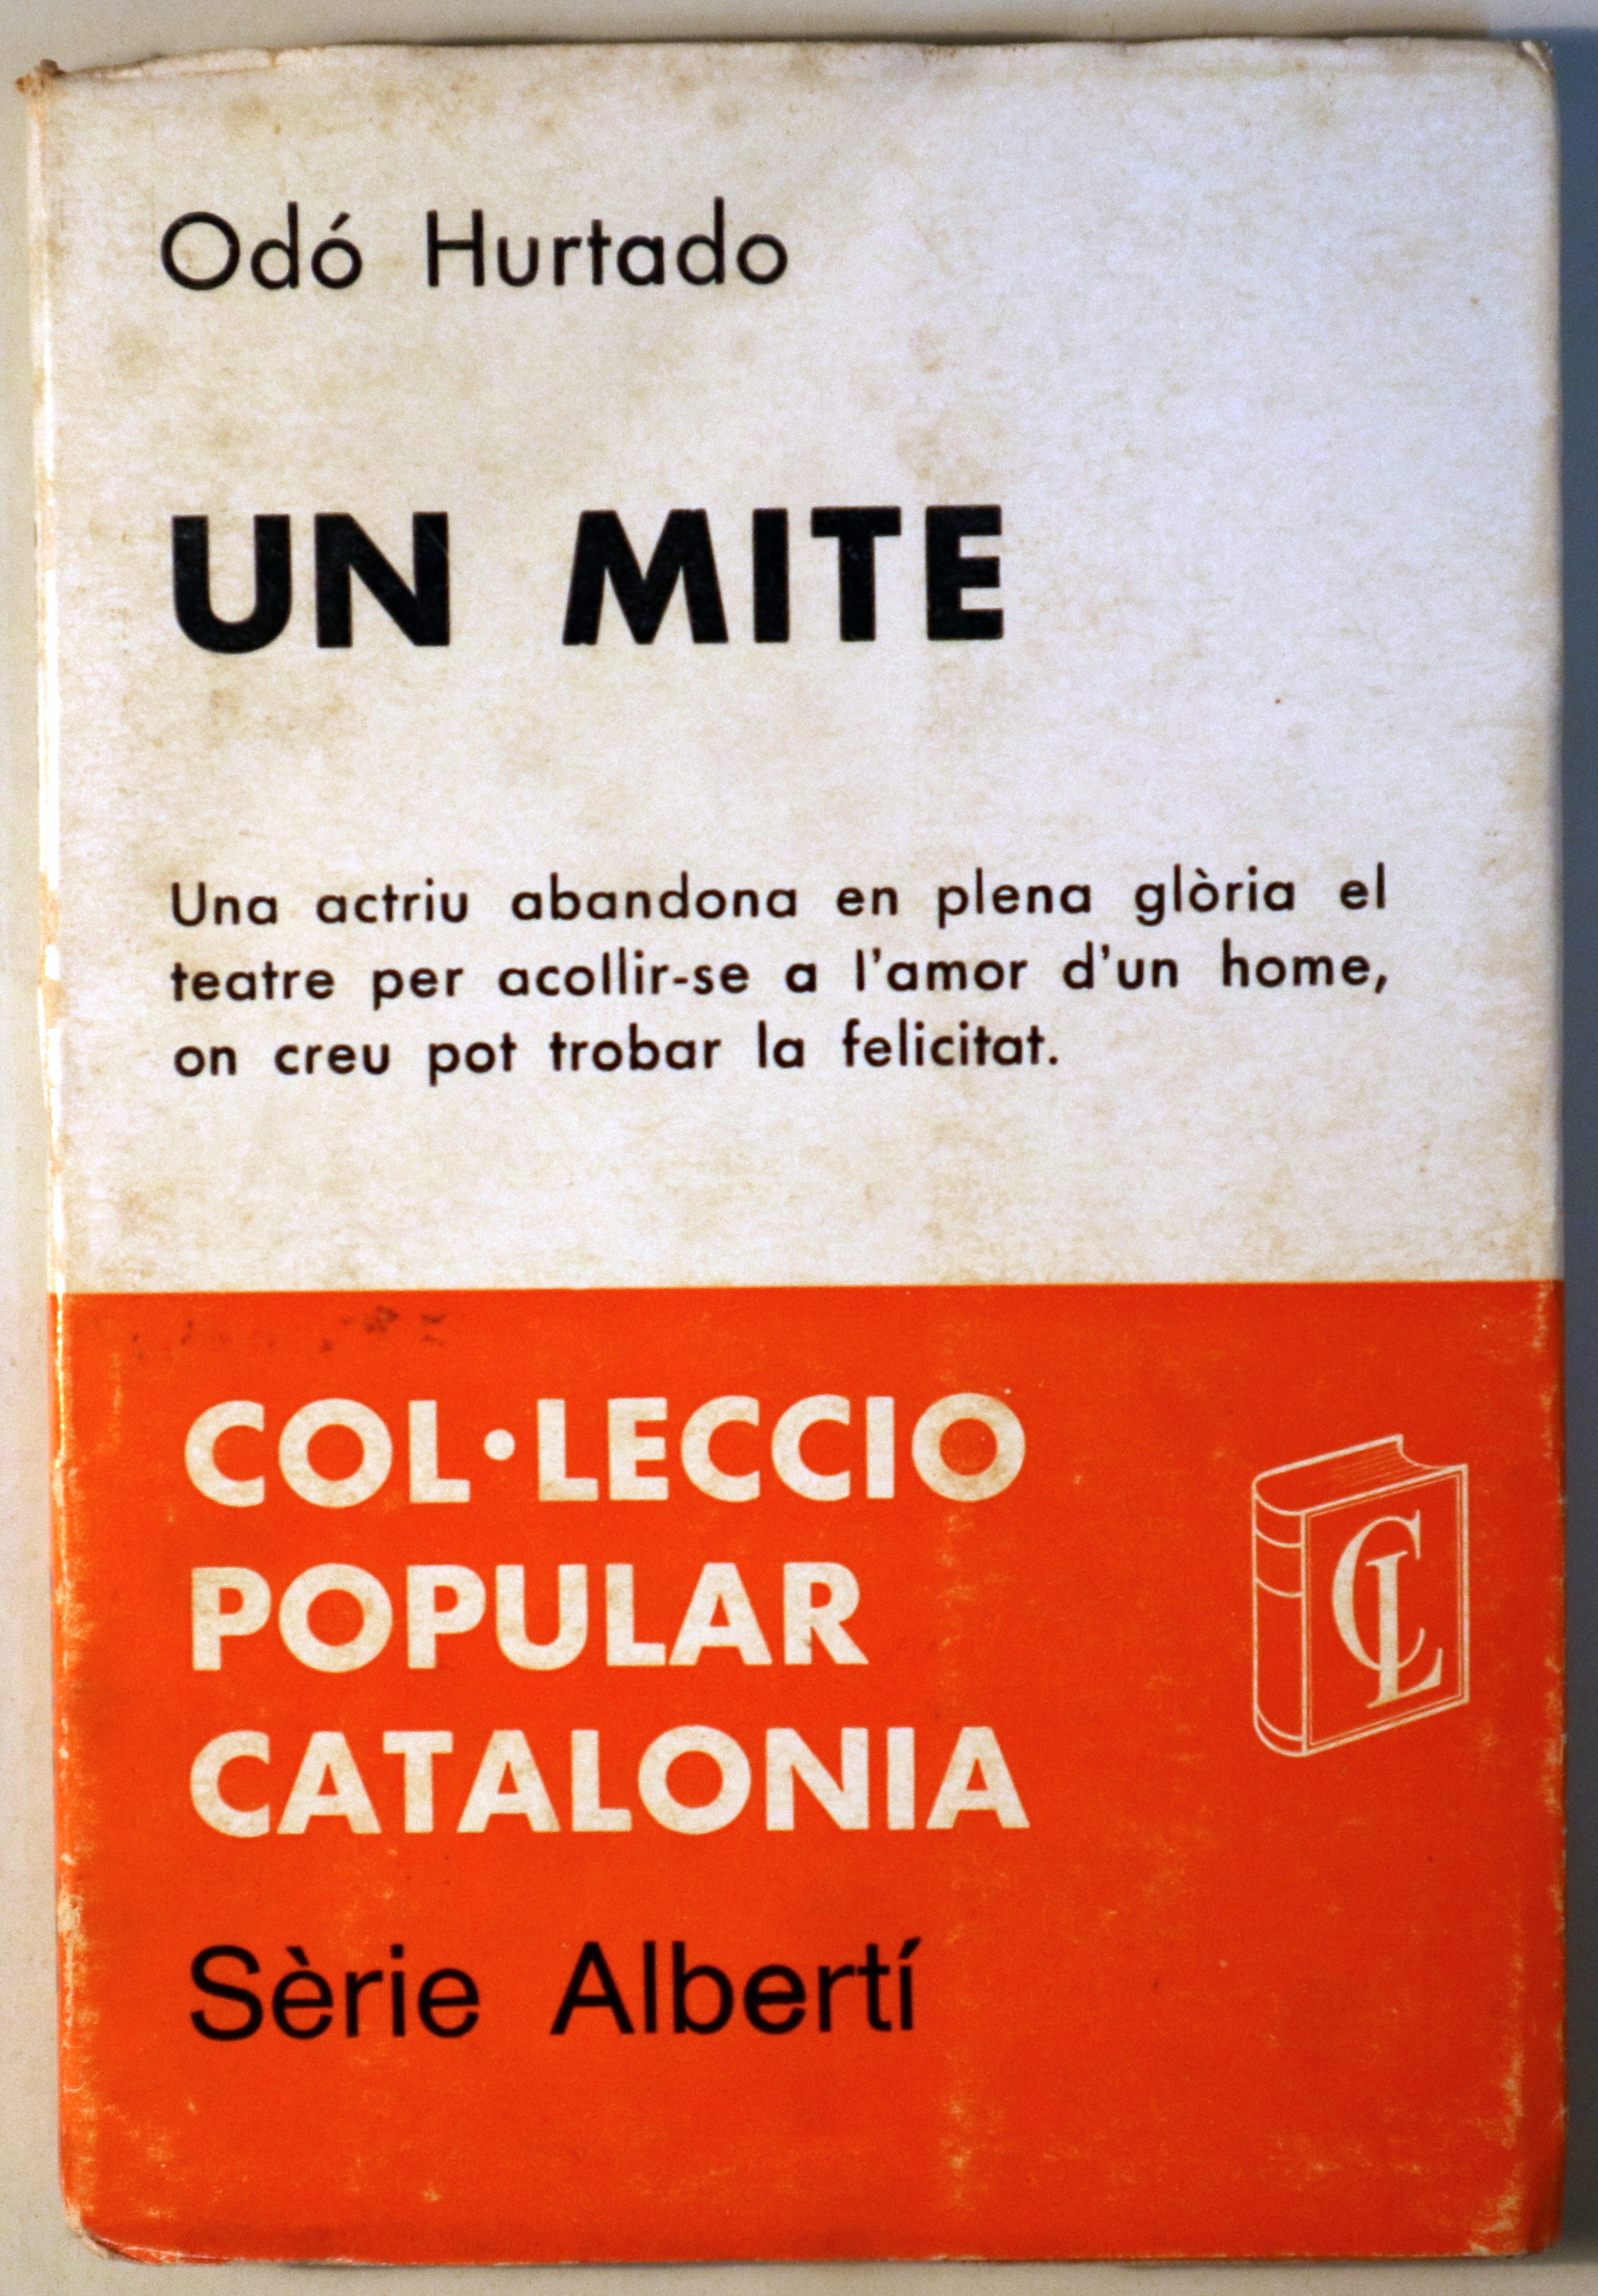 Odó Hurtado
UN MITE
Una actriu abandona en plena glòria el
teatre per acollir-se a l'amor d'un home,
on creu pot trobar la felicitat.
COL·LECCIO
POPULAR
CATALONIA
CL
Sèrie Albertí